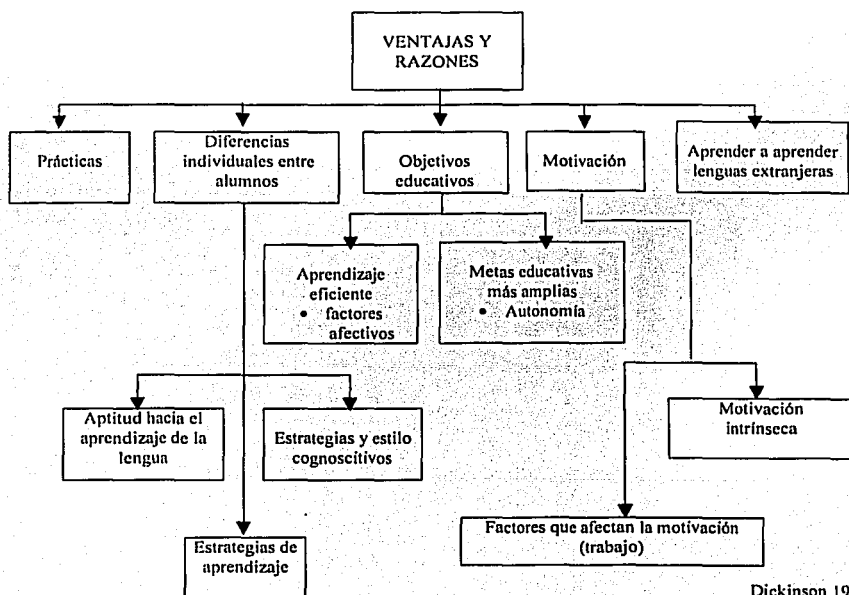 VENTAJAS Y
RAZONES
Prácticas
Diferencias
individuales entre
alumnos
Objetivos
educativos
Motivación
Aprender a aprender
lenguas extranjeras
Aprendizaje
eficiente
• factores
afectivos
Metas educativas
más amplias
• Autonomía
Aptitud hacia el
aprendizaje de la
lengua
Estrategias y estilo
cognoscitivos
Motivación
intrínseca
Estrategias de
aprendizaje
Factores que afectan la motivación
(trabajo)
Dickinson 19